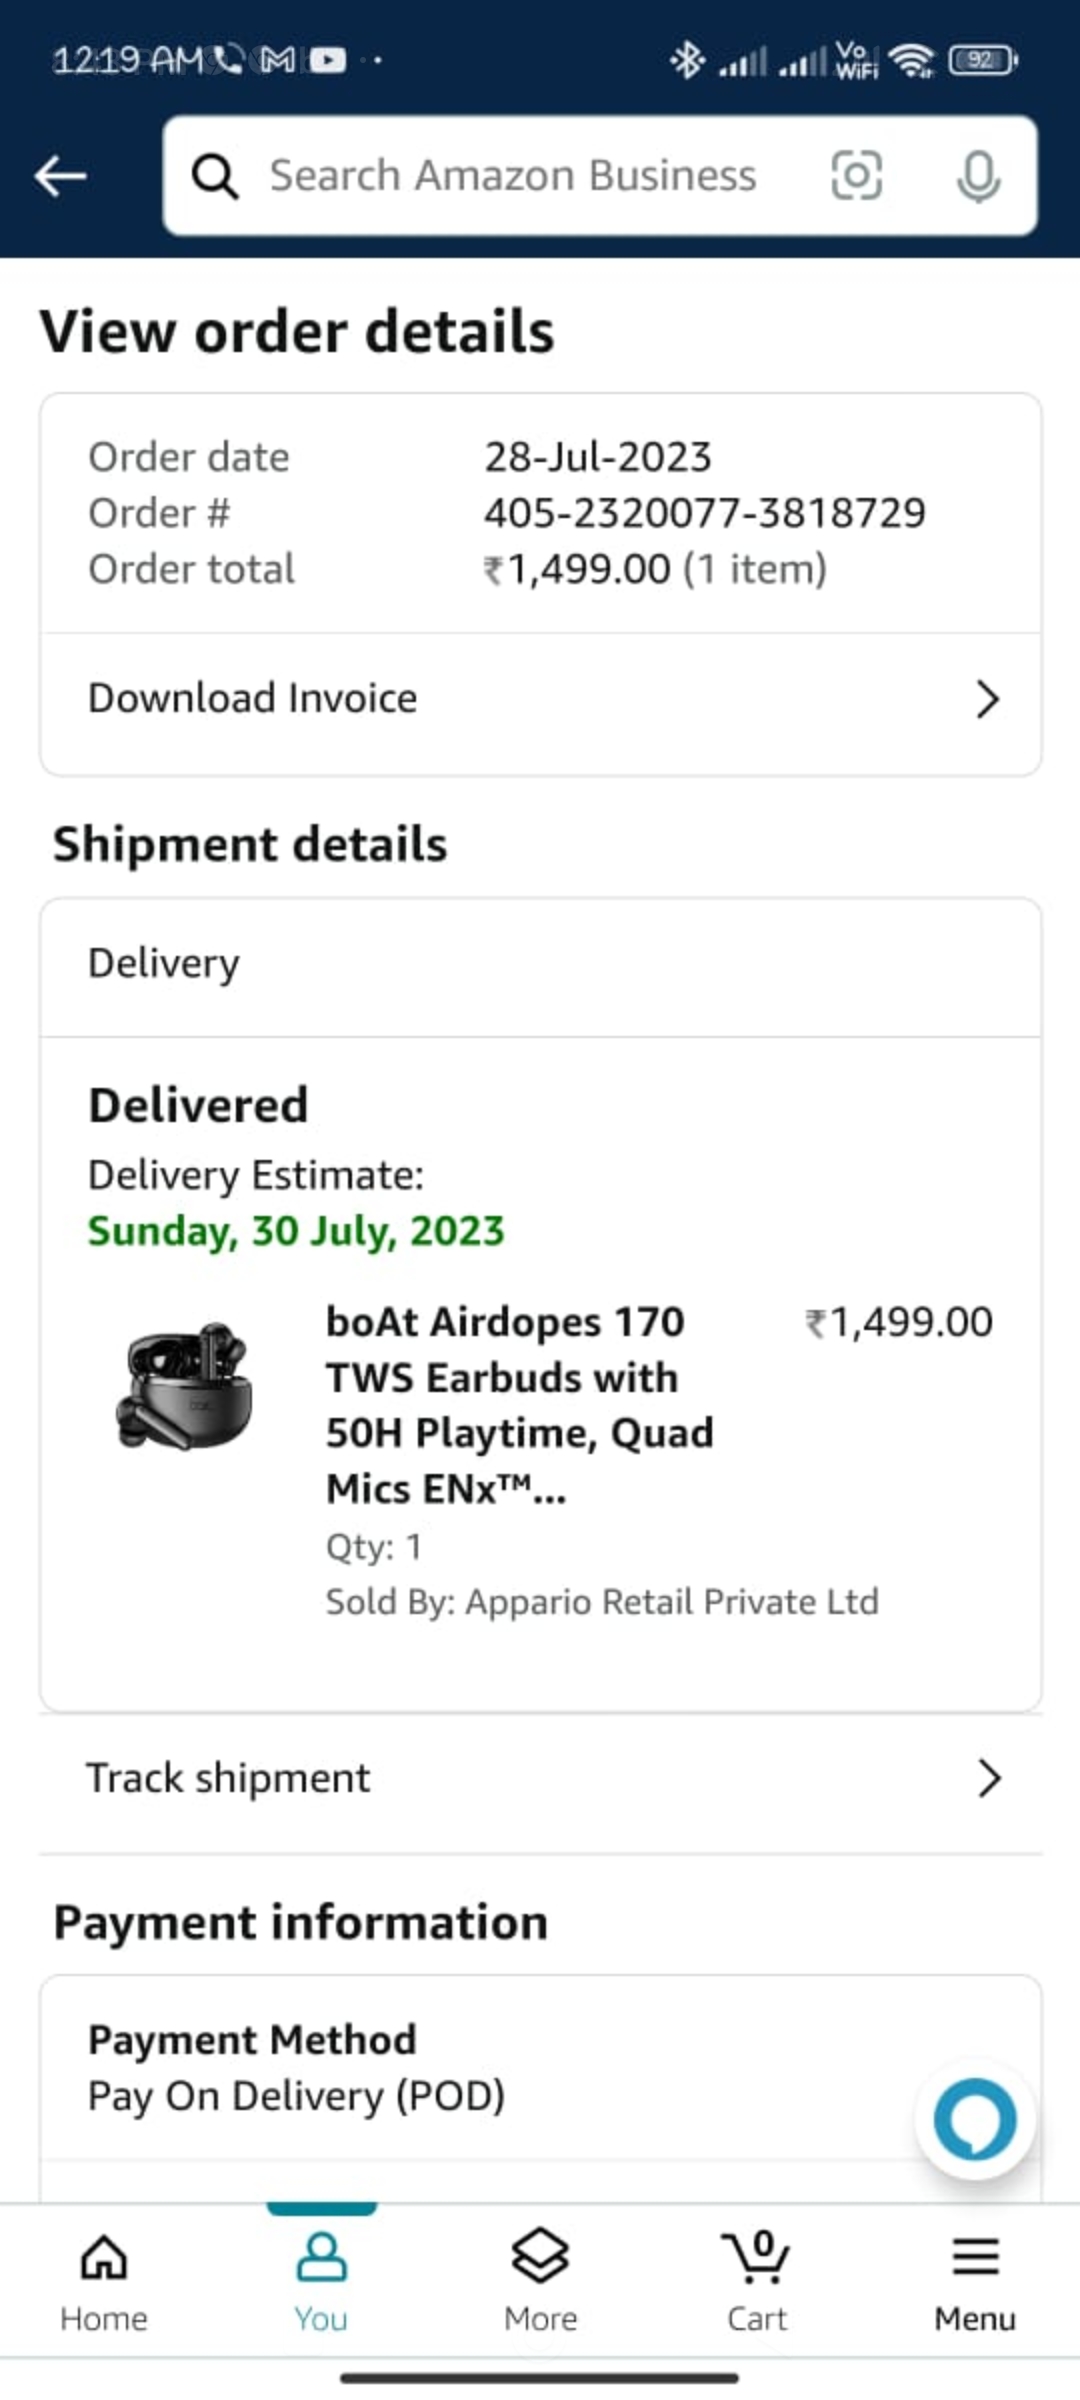 12:19 AM
Vo
WiFi
92
Search Amazon Business
View order details
Order date 28-Jul-2023
Order # 405-2320077-3818729
Order total ₹1,499.00 (1 item)
Download Invoice
Shipment details
Delivery
Delivered
Delivery Estimate:
Sunday, 30 July, 2023
boAt Airdopes 170 ₹1,499.00
TWS Earbuds with
50H Playtime, Quad
Mics ENx™...
Qty: 1
Sold By: Appario Retail Private Ltd
Track shipment
Payment information
Payment Method
Pay On Delivery (POD)
0
Home You More Cart Menu